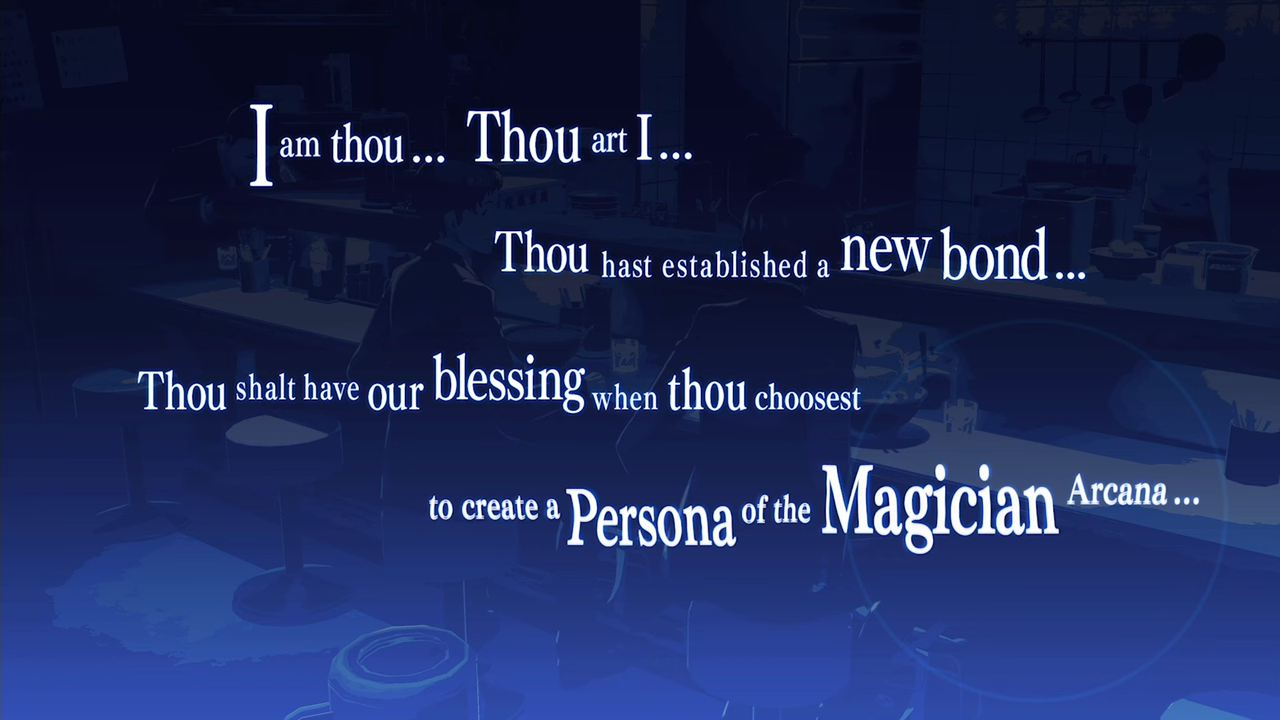 I am thou... Thou art I...
Thou hast established a new bond...
Thou shalt have our blessing when thou choosest
to create a Persona of the Magician Arcana...